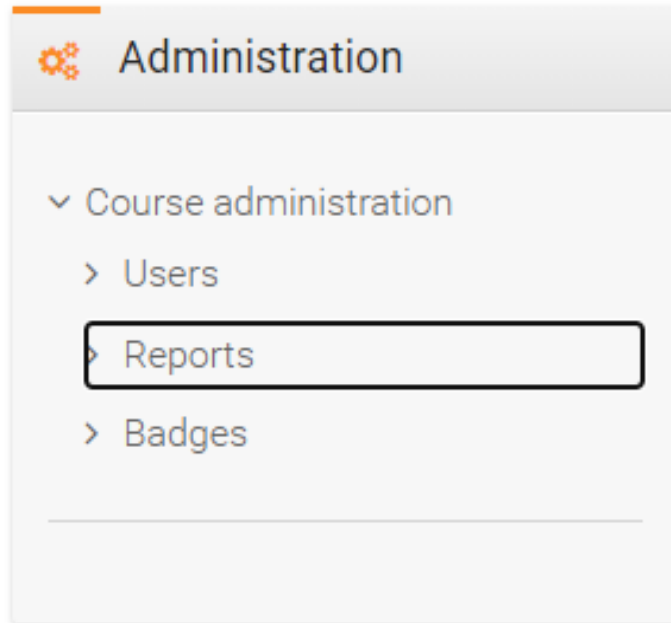 Administration
Course administration
Users
Reports
Badges